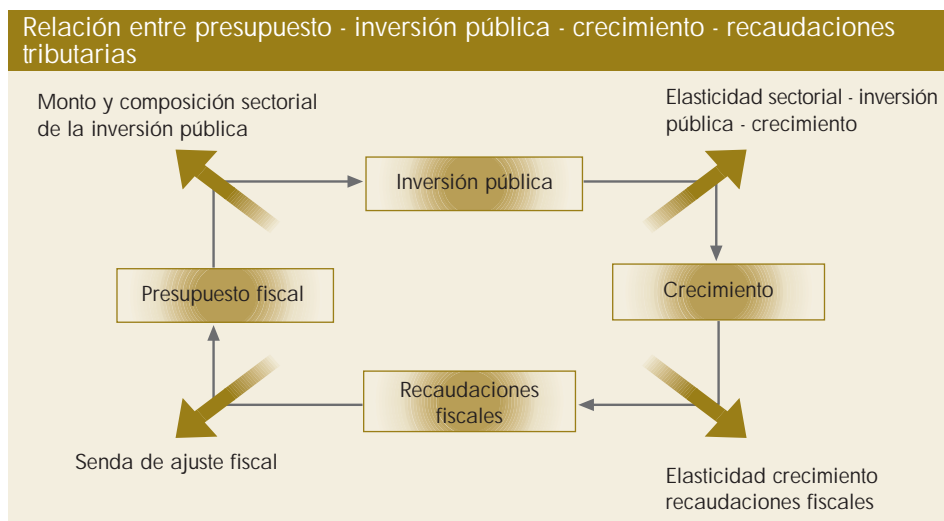 Relación entre presupuesto - inversión pública - crecimiento - recaudaciones
tributarias
Monto y composición sectorial
de la inversión pública
Elasticidad sectorial - inversión
pública - crecimiento
Inversión pública
Presupuesto fiscal
Crecimiento
Recaudaciones
fiscales
Senda de ajuste fiscal
Elasticidad crecimiento
recaudaciones fiscales